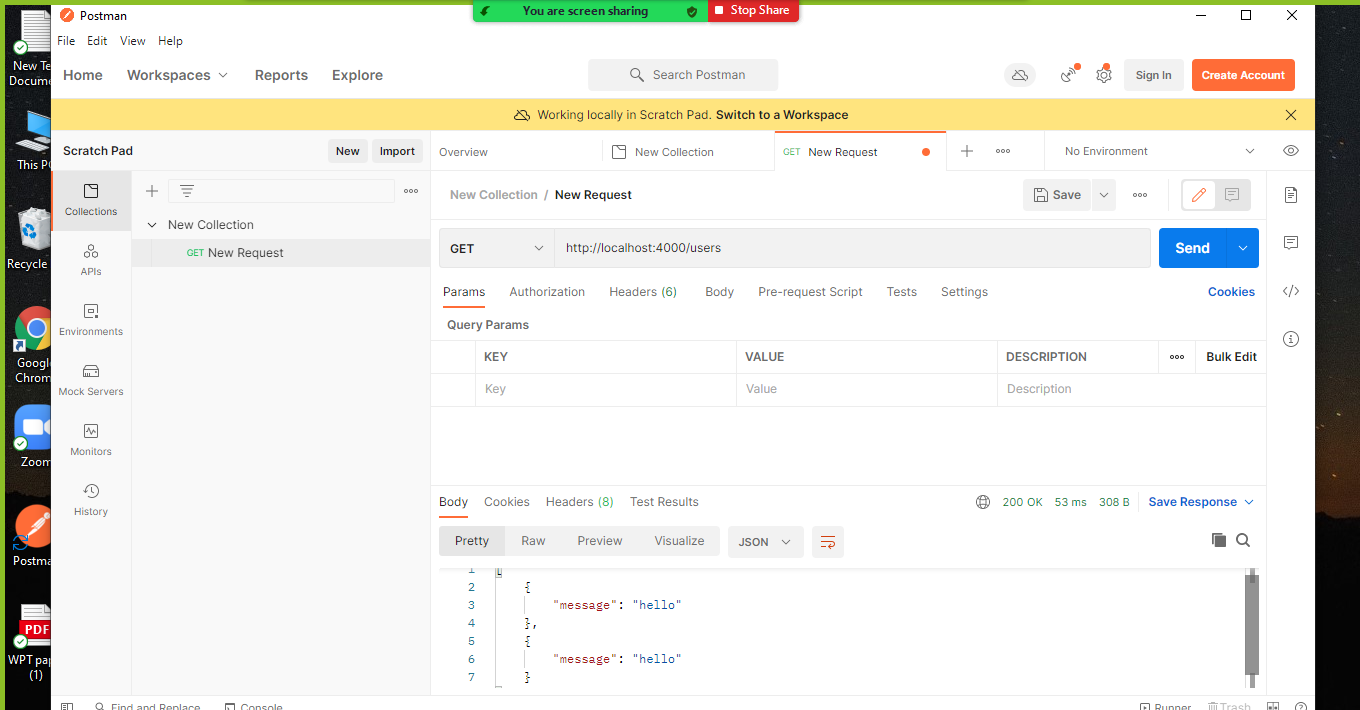 You are screen sharing
Stop Share
Postman
File Edit View Help
Home Workspaces Reports Explore
Search Postman
Sign In
Create Account
Working locally in Scratch Pad. Switch to a Workspace
Scratch Pad
New
Import
Overview
New Collection
GET New Request
No Environment
Collections
APIs
Environments
Mock Servers
Monitors
History
New Collection
GET New Request
New Collection / New Request
Save
GET
http://localhost:4000/users
Send
Params Authorization Headers (6) Body Pre-request Script Tests Settings
Cookies
Query Params
KEY VALUE DESCRIPTION
Bulk Edit
Key Value Description
Body Cookies Headers (8) Test Results
200 OK 53 ms 308 B
Save Response
Pretty Raw Preview Visualize
JSON
1 [
2 {
3 "message": "hello"
4 },
5 {
6 "message": "hello"
7 }
Find and Replace
Console
Runner
Trash
New Te
Docum
This P
Recycle
Googl
Chrom
Zoom
Postma
PDF
WPT pap
(1)